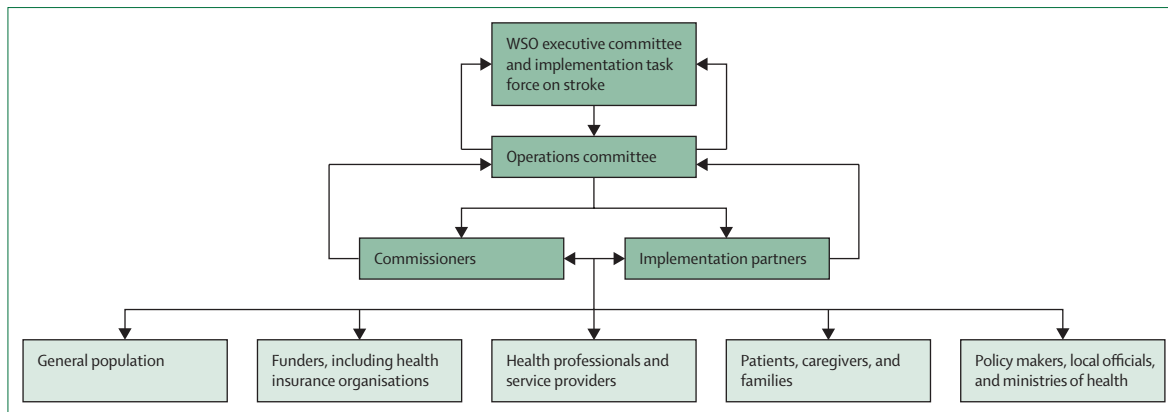 WSO executive committee
and implementation task
force on stroke
Operations committee
Commissioners
Implementation partners
General population
Funders, including health
insurance organisations
Health professionals and
service providers
Patients, caregivers, and
families
Policy makers, local officials,
and ministries of health